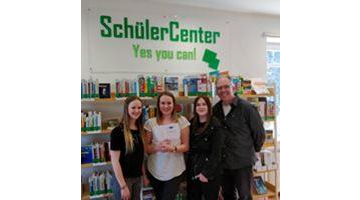 SchülerCenter
Yes you can!